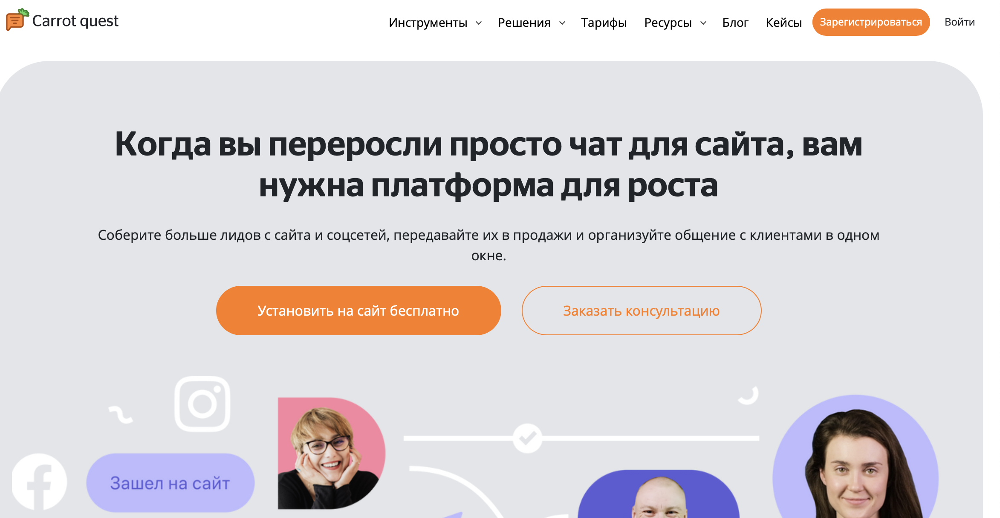 Carrot quest
Инструменты Решения Тарифы Ресурсы Блог Кейсы Зарегистрироваться Войти
Когда вы переросли просто чат для сайта, вам
нужна платформа для роста
Соберите больше лидов с сайта и соцсетей, передавайте их в продажи и организуйте общение с клиентами в одном
окне.
Установить на сайт бесплатно Заказать консультацию
Зашел на сайт